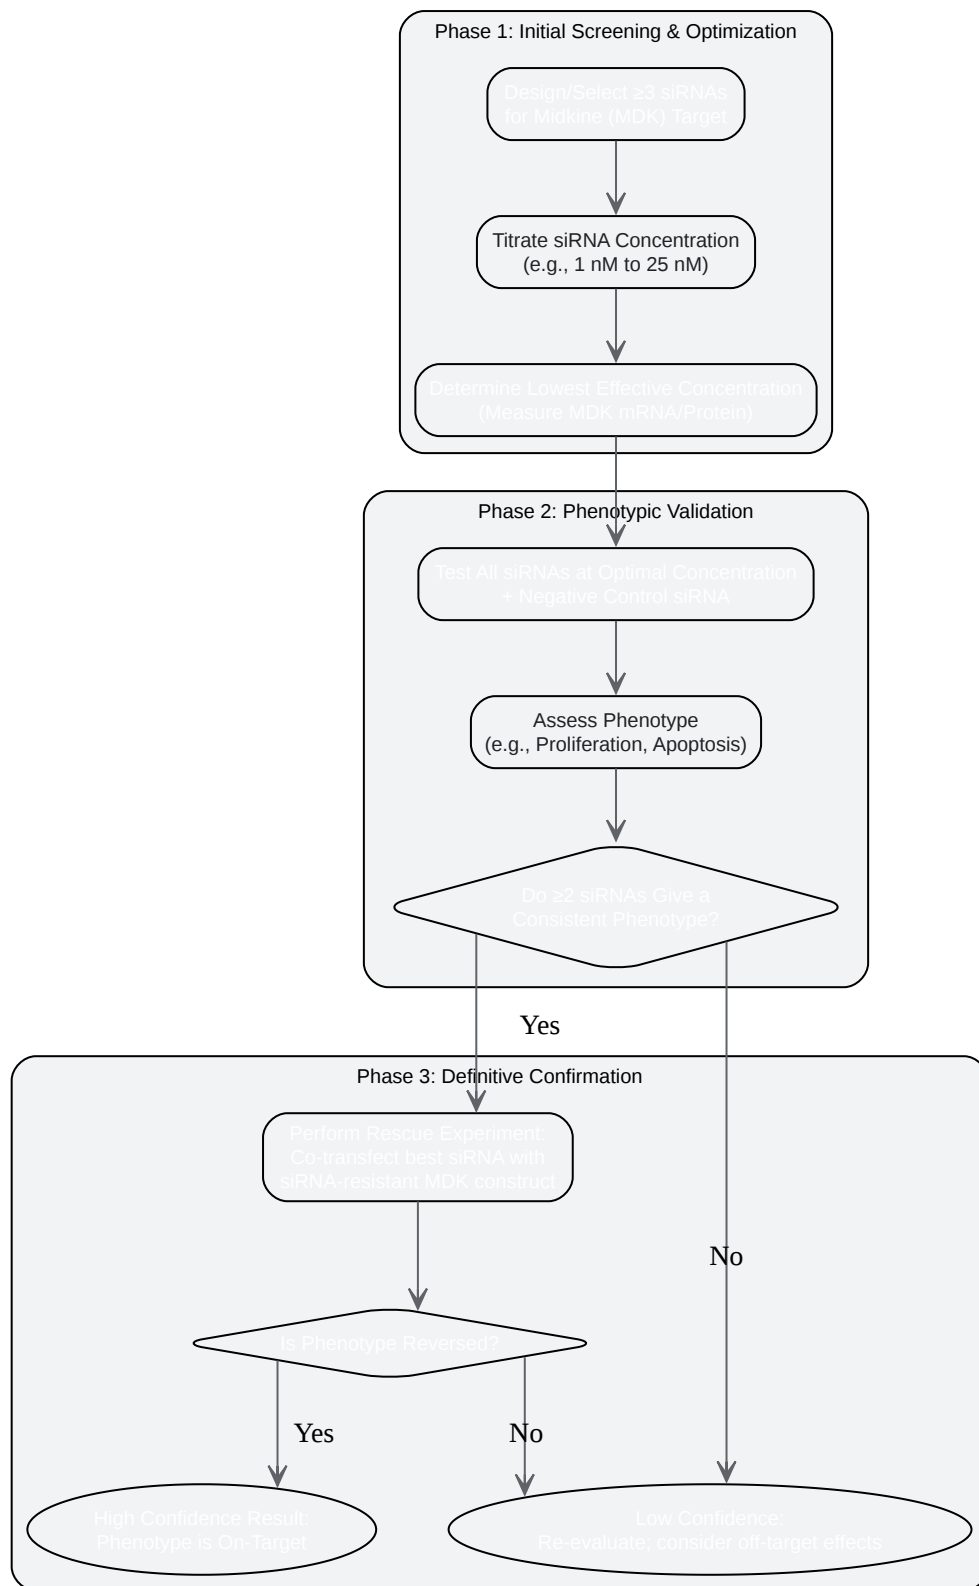 Phase 1: Initial Screening & Optimization
Design/Select ≥3 siRNAs
for Midkine (MDK) Target
Titrate siRNA Concentration
(e.g., 1 nM to 25 nM)
Determine Lowest Effective Concentration
(Measure MDK mRNA/Protein)
Phase 2: Phenotypic Validation
Test All siRNAs at Optimal Concentration
+ Negative Control siRNA
Assess Phenotype
(e.g., Proliferation, Apoptosis)
Do ≥2 siRNAs Give a
Consistent Phenotype?
Yes
Phase 3: Definitive Confirmation
Perform Rescue Experiment:
Co-transfect best siRNA with
siRNA-resistant MDK construct
No
Is Phenotype Reversed?
Yes
No
High Confidence Result:
Phenotype is On-Target
Low Confidence:
Re-evaluate; consider off-target effects